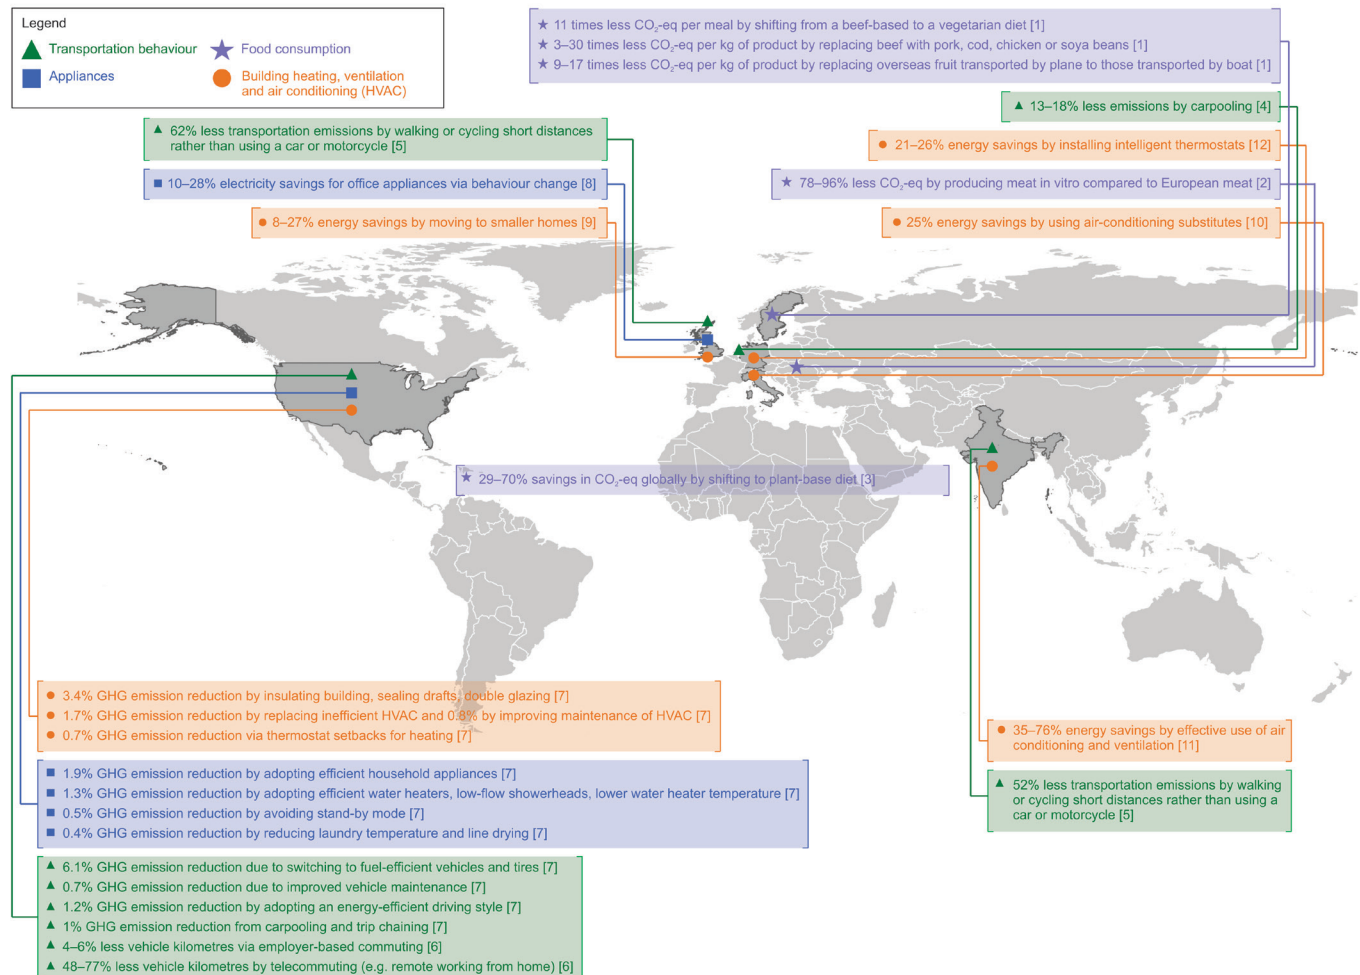 Legend
Transportation behaviour
Food consumption
Appliances
Building heating, ventilation
and air conditioning (HVAC)
11 times less CO₂-eq per meal by shifting from a beef-based to a vegetarian diet [1]
3–30 times less CO₂-eq per kg of product by replacing beef with pork, cod, chicken or soya beans [1]
9–17 times less CO₂-eq per kg of product by replacing overseas fruit transported by plane to those transported by boat [1]
13–18% less emissions by carpooling [4]
62% less transportation emissions by walking or cycling short distances
rather than using a car or motorcycle [5]
21–26% energy savings by installing intelligent thermostats [12]
10–28% electricity savings for office appliances via behaviour change [8]
78–96% less CO₂-eq by producing meat in vitro compared to European meat [2]
8–27% energy savings by moving to smaller homes [9]
25% energy savings by using air-conditioning substitutes [10]
29–70% savings in CO₂-eq globally by shifting to plant-base diet [3]
3.4% GHG emission reduction by insulating building, sealing drafts, double glazing [7]
1.7% GHG emission reduction by replacing inefficient HVAC and 0.8% by improving maintenance of HVAC [7]
0.7% GHG emission reduction via thermostat setbacks for heating [7]
35–76% energy savings by effective use of air
conditioning and ventilation [11]
1.9% GHG emission reduction by adopting efficient household appliances [7]
1.3% GHG emission reduction by adopting efficient water heaters, low-flow showerheads, lower water heater temperature [7]
0.5% GHG emission reduction by avoiding stand-by mode [7]
0.4% GHG emission reduction by reducing laundry temperature and line drying [7]
52% less transportation emissions by walking
or cycling short distances rather than using a
car or motorcycle [5]
6.1% GHG emission reduction due to switching to fuel-efficient vehicles and tires [7]
0.7% GHG emission reduction due to improved vehicle maintenance [7]
1.2% GHG emission reduction by adopting an energy-efficient driving style [7]
1% GHG emission reduction from carpooling and trip chaining [7]
4–6% less vehicle kilometres via employer-based commuting [6]
48–77% less vehicle kilometres by telecommuting (e.g. remote working from home) [6]